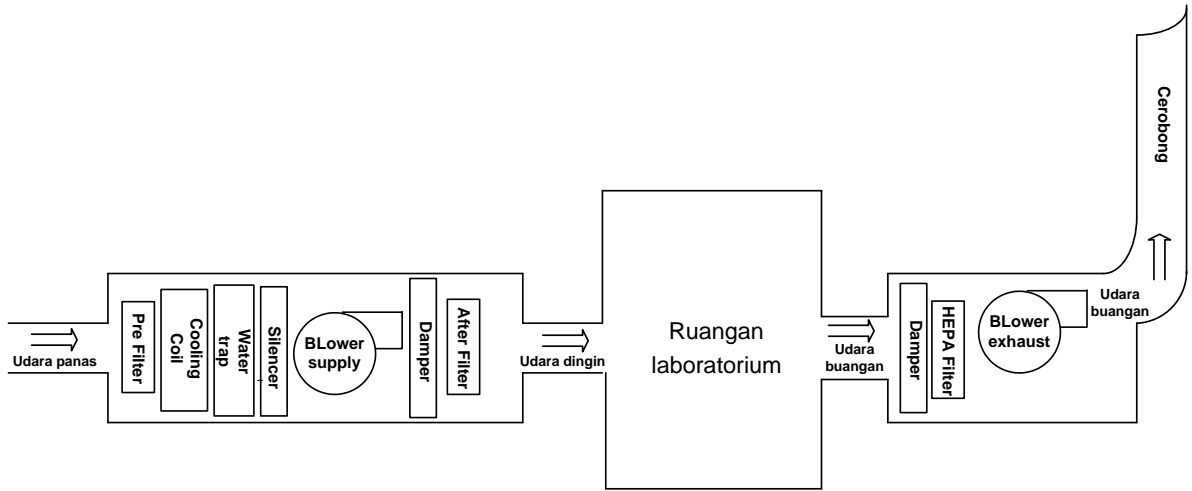 Udara panas
Pre Filter
Cooling
Coil
Water
trap
Silencer
BLower
supply
Damper
After Filter
Udara dingin
Ruangan
laboratorium
Udara
buangan
Damper
HEPA Filter
BLower
exhaust
Udara
buangan
Cerobong